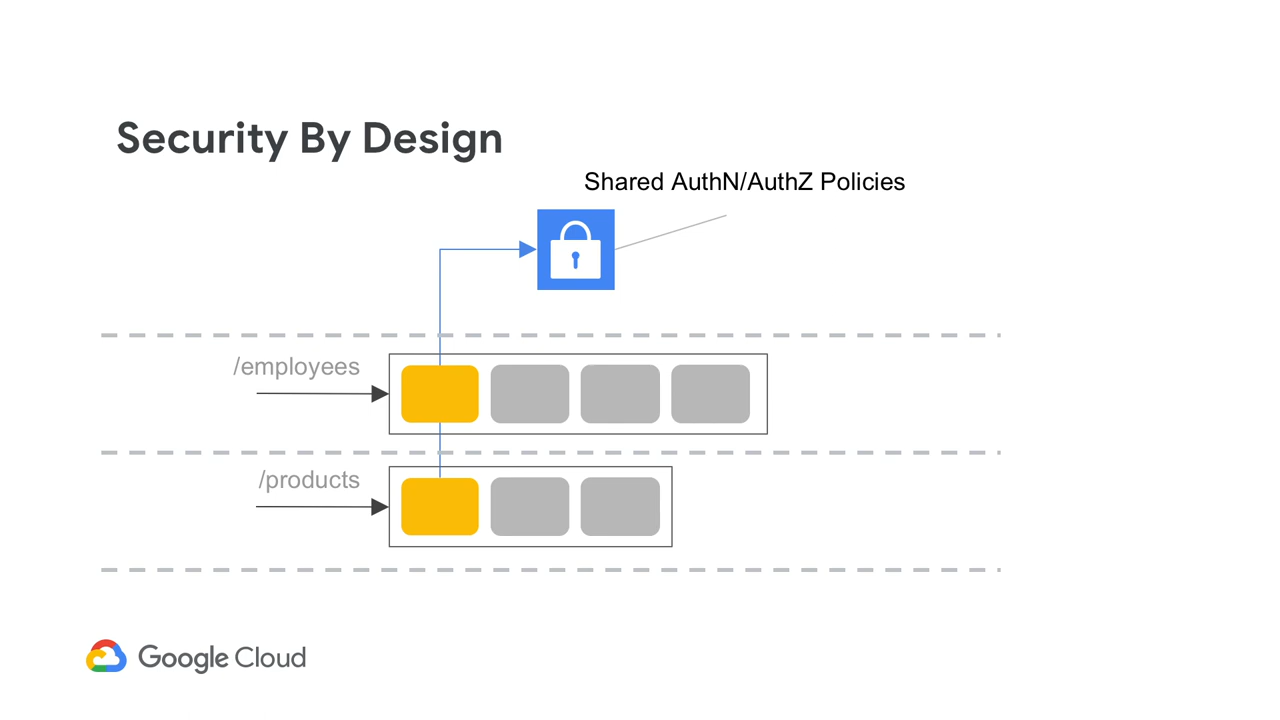 Security By Design
Shared AuthN/AuthZ Policies
/employees
/products
Google Cloud